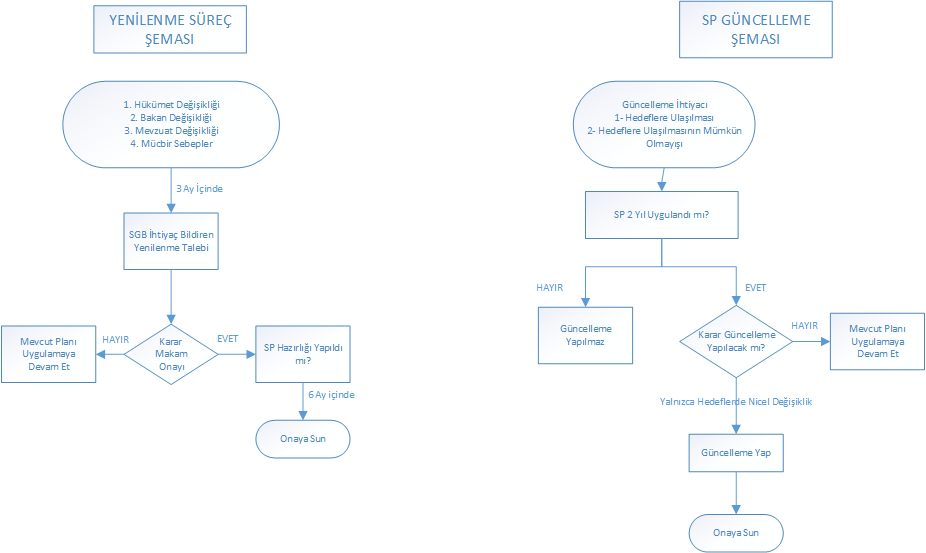 YENİLENME SÜREÇ
ŞEMASI
1. Hükümet Değişikliği
2. Bakan Değişikliği
3. Mevzuat Değişikliği
4. Mücbir Sebepler
3 Ay İçinde
SGB İhtiyaç Bildiren
Yenilenme Talebi
Karar
Makam
Onayı
HAYIR
Mevcut Planı
Uygulamaya
Devam Et
EVET
SP Hazırlığı Yapıldı
mı?
6 Ay içinde
Onaya Sun
SP GÜNCELLEME
ŞEMASI
Güncelleme İhtiyacı
1- Hedeflere Ulaşılması
2- Hedeflere Ulaşılmasının Mümkün
Olmayışı
SP 2 Yıl Uygulandı mı?
HAYIR
Güncelleme
Yapılmaz
EVET
Karar Güncelleme
Yapılacak mı?
HAYIR
Mevcut Planı
Uygulamaya
Devam Et
Yalnızca Hedeflerde Nicel Değişiklik
Güncelleme Yap
Onaya Sun